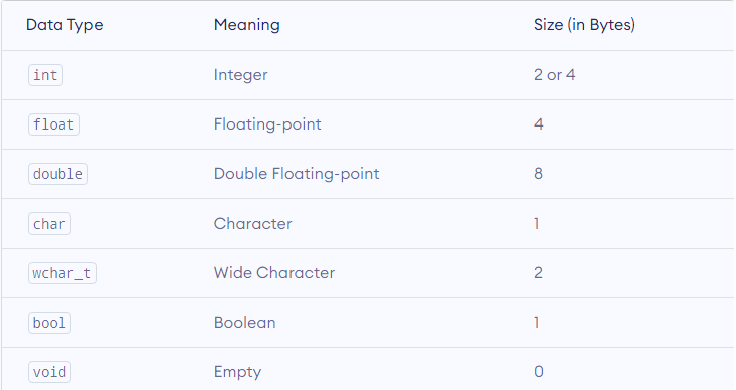 Data Type Meaning Size (in Bytes)
int Integer 2 or 4
float Floating-point 4
double Double Floating-point 8
char Character 1
wchar_t Wide Character 2
bool Boolean 1
void Empty 0